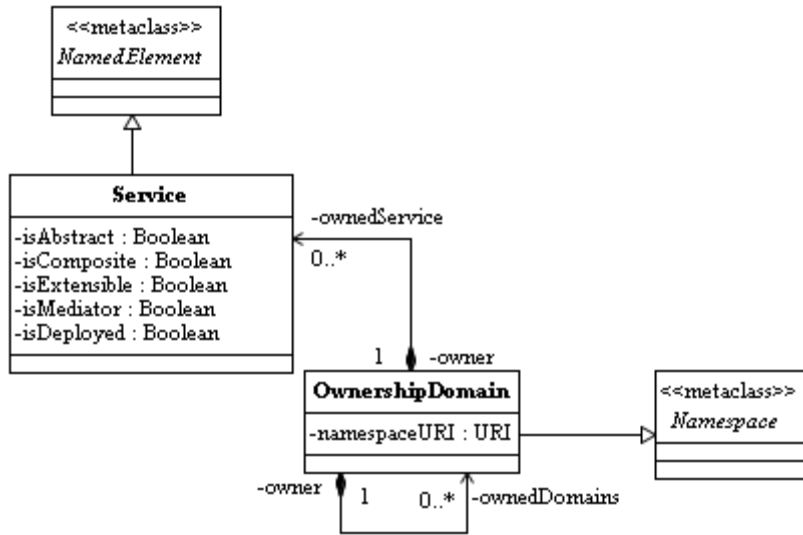 <<metaclass>>
NamedElement
Service
-isAbstract : Boolean
-isComposite : Boolean
-isExtensible : Boolean
-isMediator : Boolean
-isDeployed : Boolean
-ownedService
0..*
1
-owner
OwnershipDomain
-namespaceURI : URI
<<metaclass>>
Namespace
-owner
1
0..*
-ownedDomains